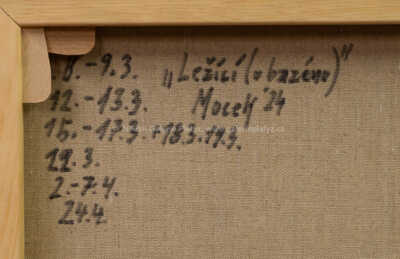 8.-9.3. „Ležící (u bazénu)"
12.-13.3. Mocek '24
15.-17.3.+18.3.19.3.
22.3.
2.-7.4.
24.4.